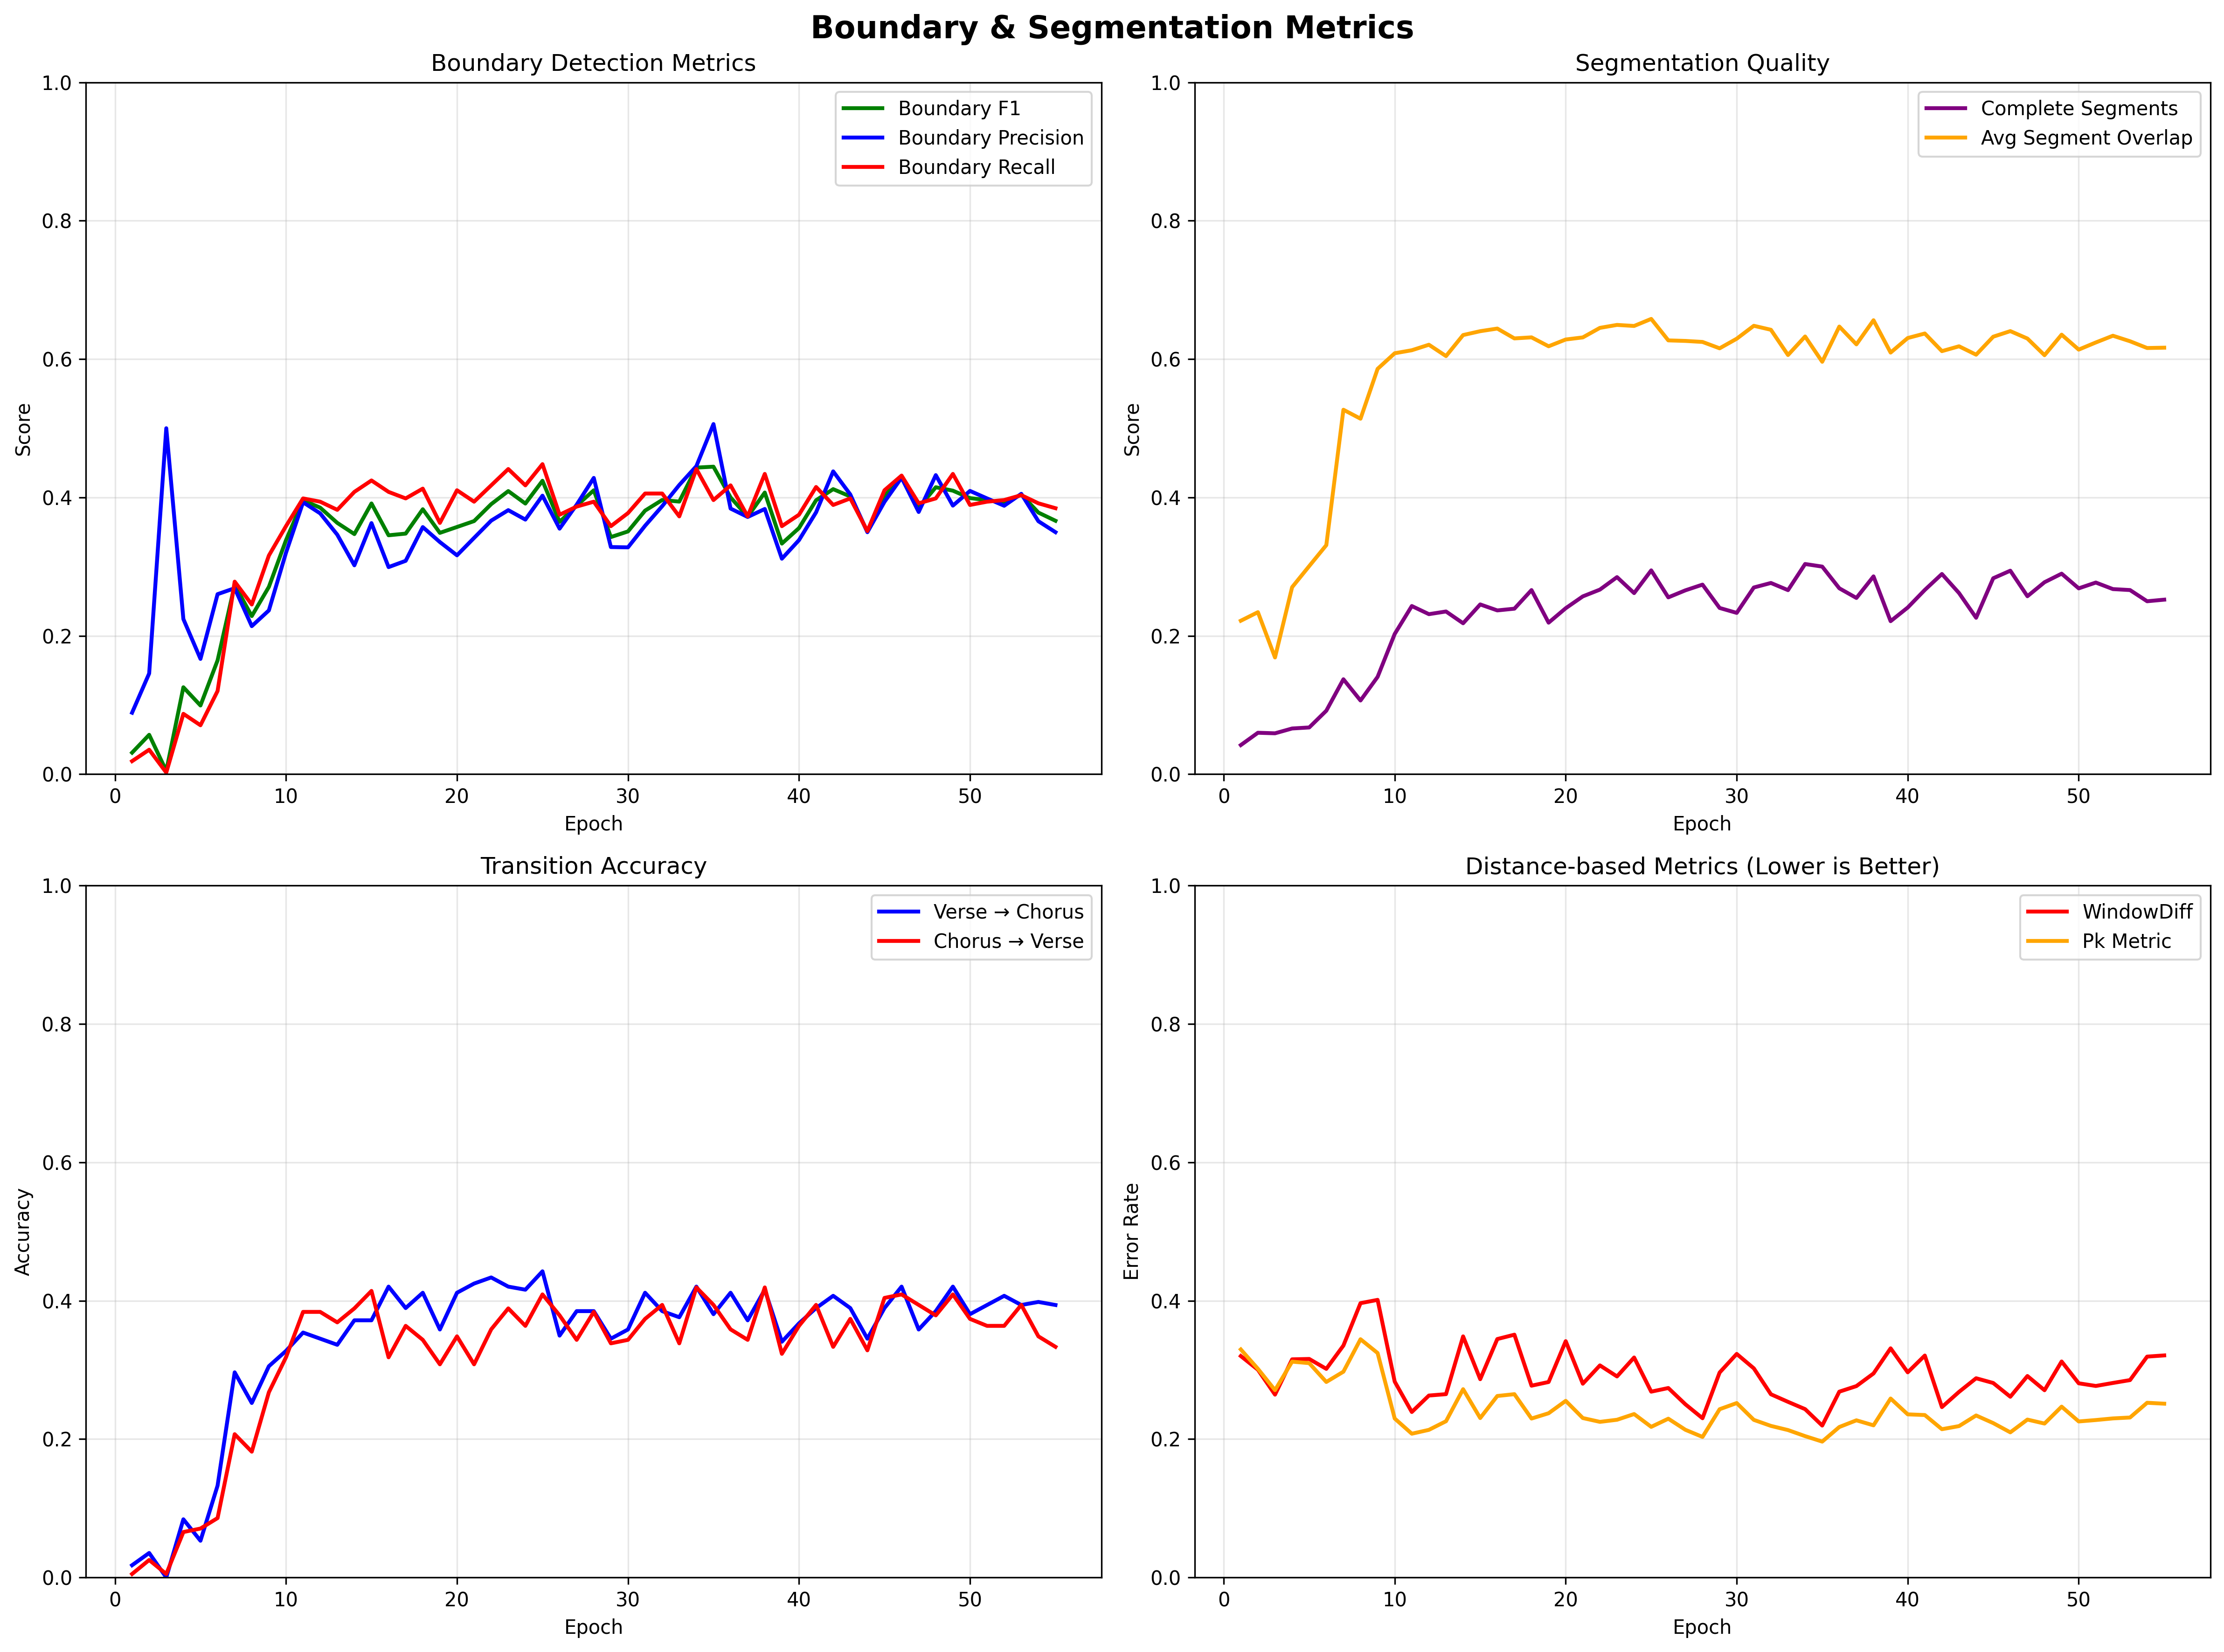 Boundary & Segmentation Metrics
Boundary Detection Metrics
1.0
0.8
0.6
0.4
0.2
0.0
Score
0 10 20 30 40 50
Epoch
Boundary F1
Boundary Precision
Boundary Recall
Segmentation Quality
1.0
0.8
0.6
0.4
0.2
0.0
Score
0 10 20 30 40 50
Epoch
Complete Segments
Avg Segment Overlap
Transition Accuracy
1.0
0.8
0.6
0.4
0.2
0.0
Accuracy
0 10 20 30 40 50
Epoch
Verse → Chorus
Chorus → Verse
Distance-based Metrics (Lower is Better)
1.0
0.8
0.6
0.4
0.2
0.0
Error Rate
0 10 20 30 40 50
Epoch
WindowDiff
Pk Metric